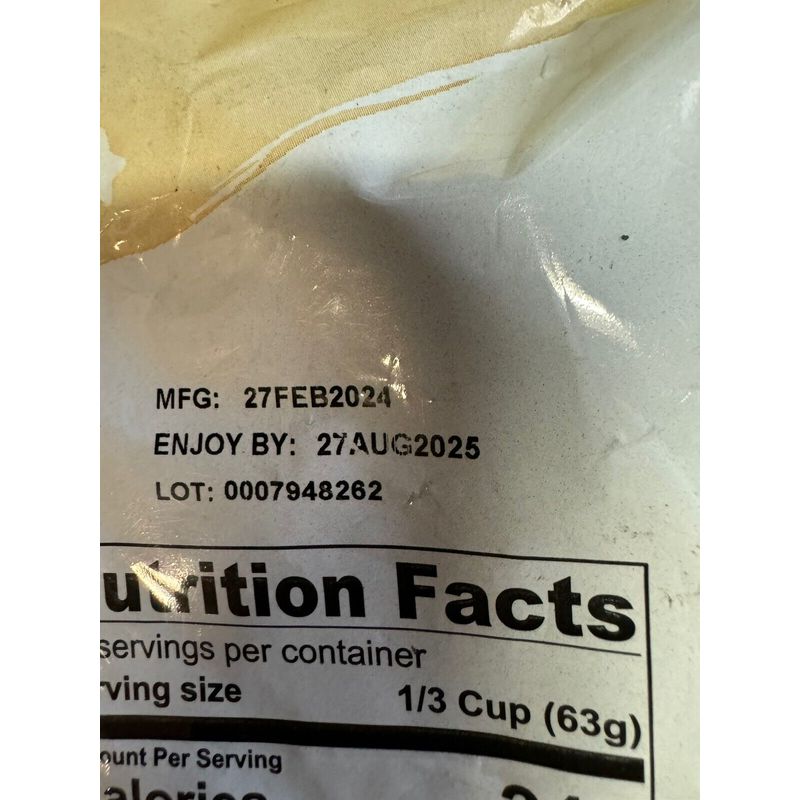 MFG: 27FEB2024
ENJOY BY: 27AUG2025
LOT: 0007948262
utrition Facts
servings per container
rving size 1/3 Cup (63g)
ount Per Serving
alories